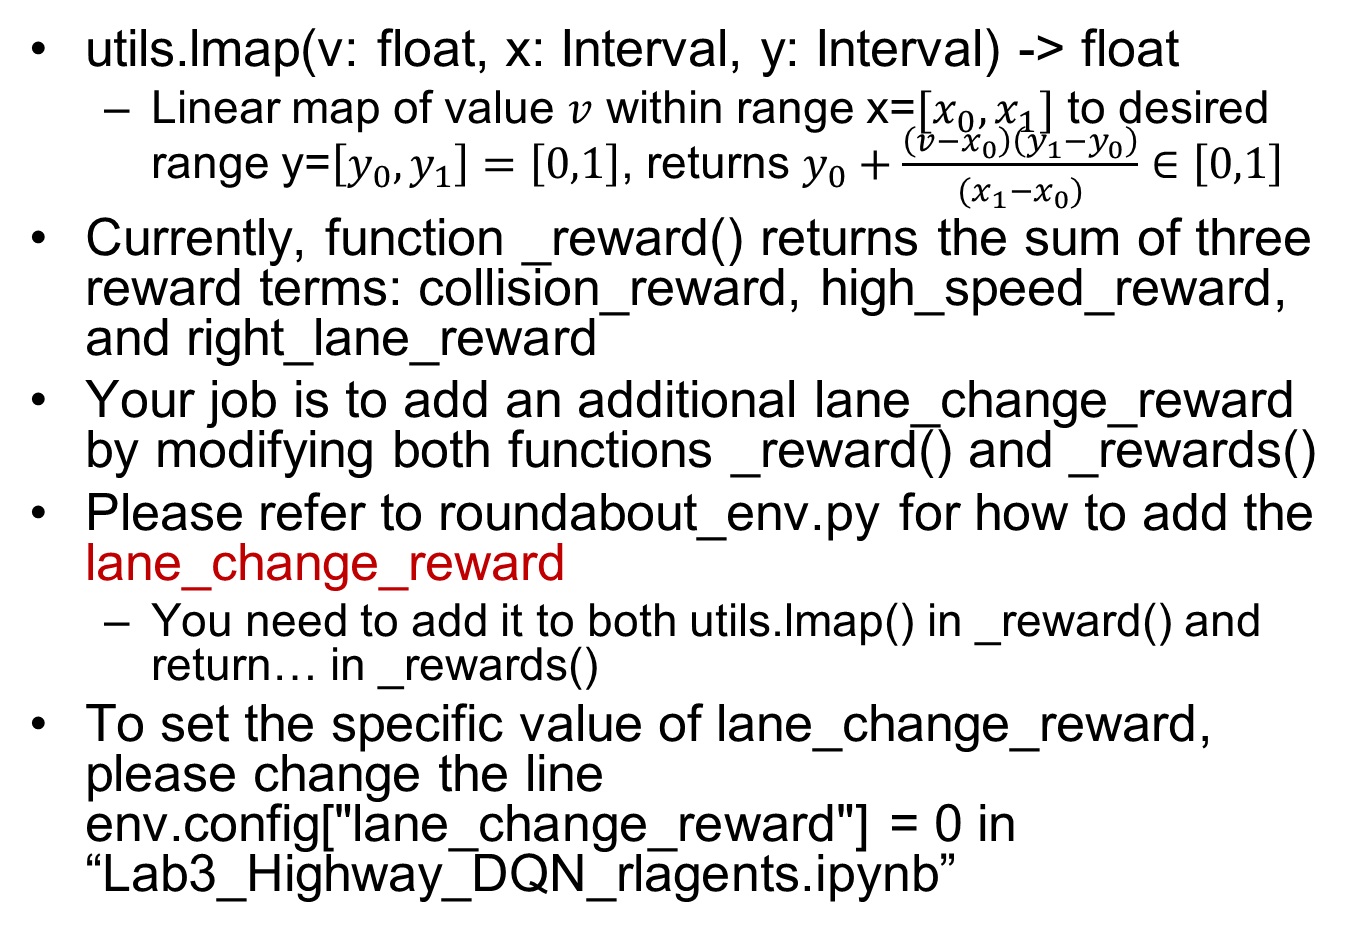 • utils.lmap(v: float, x: Interval, y: Interval) -> float
– Linear map of value 𝑣 within range x=[𝑥₀, 𝑥₁] to desired
range y=[𝑦₀, 𝑦₁] = [0,1], returns 𝑦₀ + (𝑣−𝑥₀)(𝑦₁−𝑦₀)/(𝑥₁−𝑥₀) ∈ [0,1]
• Currently, function _reward() returns the sum of three
reward terms: collision_reward, high_speed_reward,
and right_lane_reward
• Your job is to add an additional lane_change_reward
by modifying both functions _reward() and _rewards()
• Please refer to roundabout_env.py for how to add the
lane_change_reward
– You need to add it to both utils.lmap() in _reward() and
return… in _rewards()
• To set the specific value of lane_change_reward,
please change the line
env.config["lane_change_reward"] = 0 in
“Lab3_Highway_DQN_rlagents.ipynb”